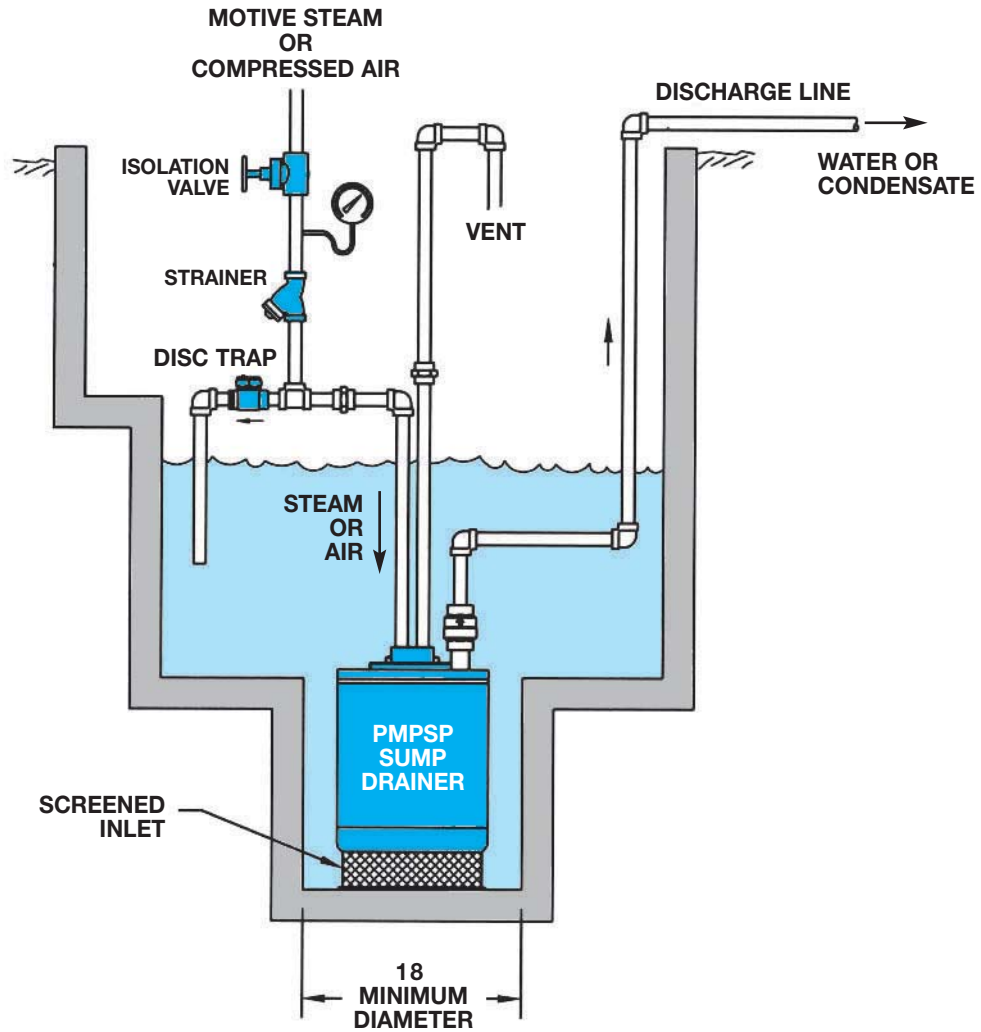 MOTIVE STEAM
OR
COMPRESSED AIR
DISCHARGE LINE
ISOLATION
VALVE
WATER OR
CONDENSATE
VENT
STRAINER
DISC TRAP
STEAM
OR
AIR
PMPSP
SUMP
DRAINER
SCREENED
INLET
18
MINIMUM
DIAMETER